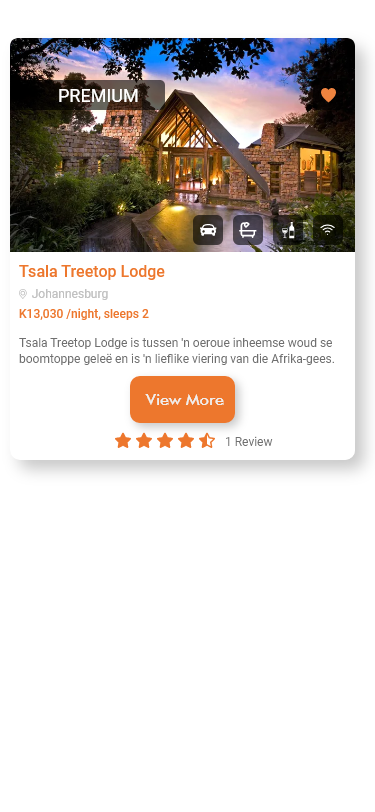 PREMIUM
Tsala Treetop Lodge
Johannesburg
K13,030 /night, sleeps 2
Tsala Treetop Lodge is tussen 'n oeroue inheemse woud se
boomtoppe geleë en is 'n lieflike viering van die Afrika-gees.
View More
1 Review